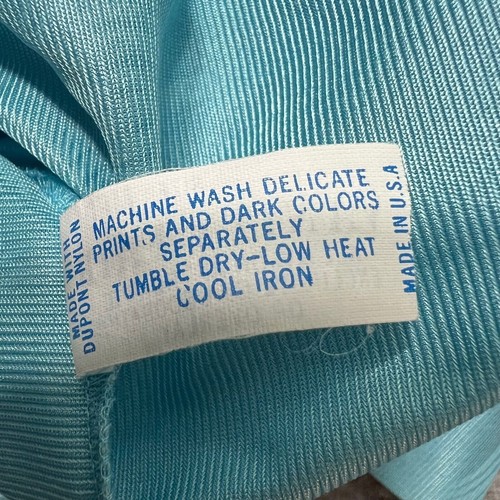 MADE WITH
DUPONT NYLON
MACHINE WASH DELICATE
PRINTS AND DARK COLORS
SEPARATELY
TUMBLE DRY-LOW HEAT
COOL IRON
MADE IN U.S.A